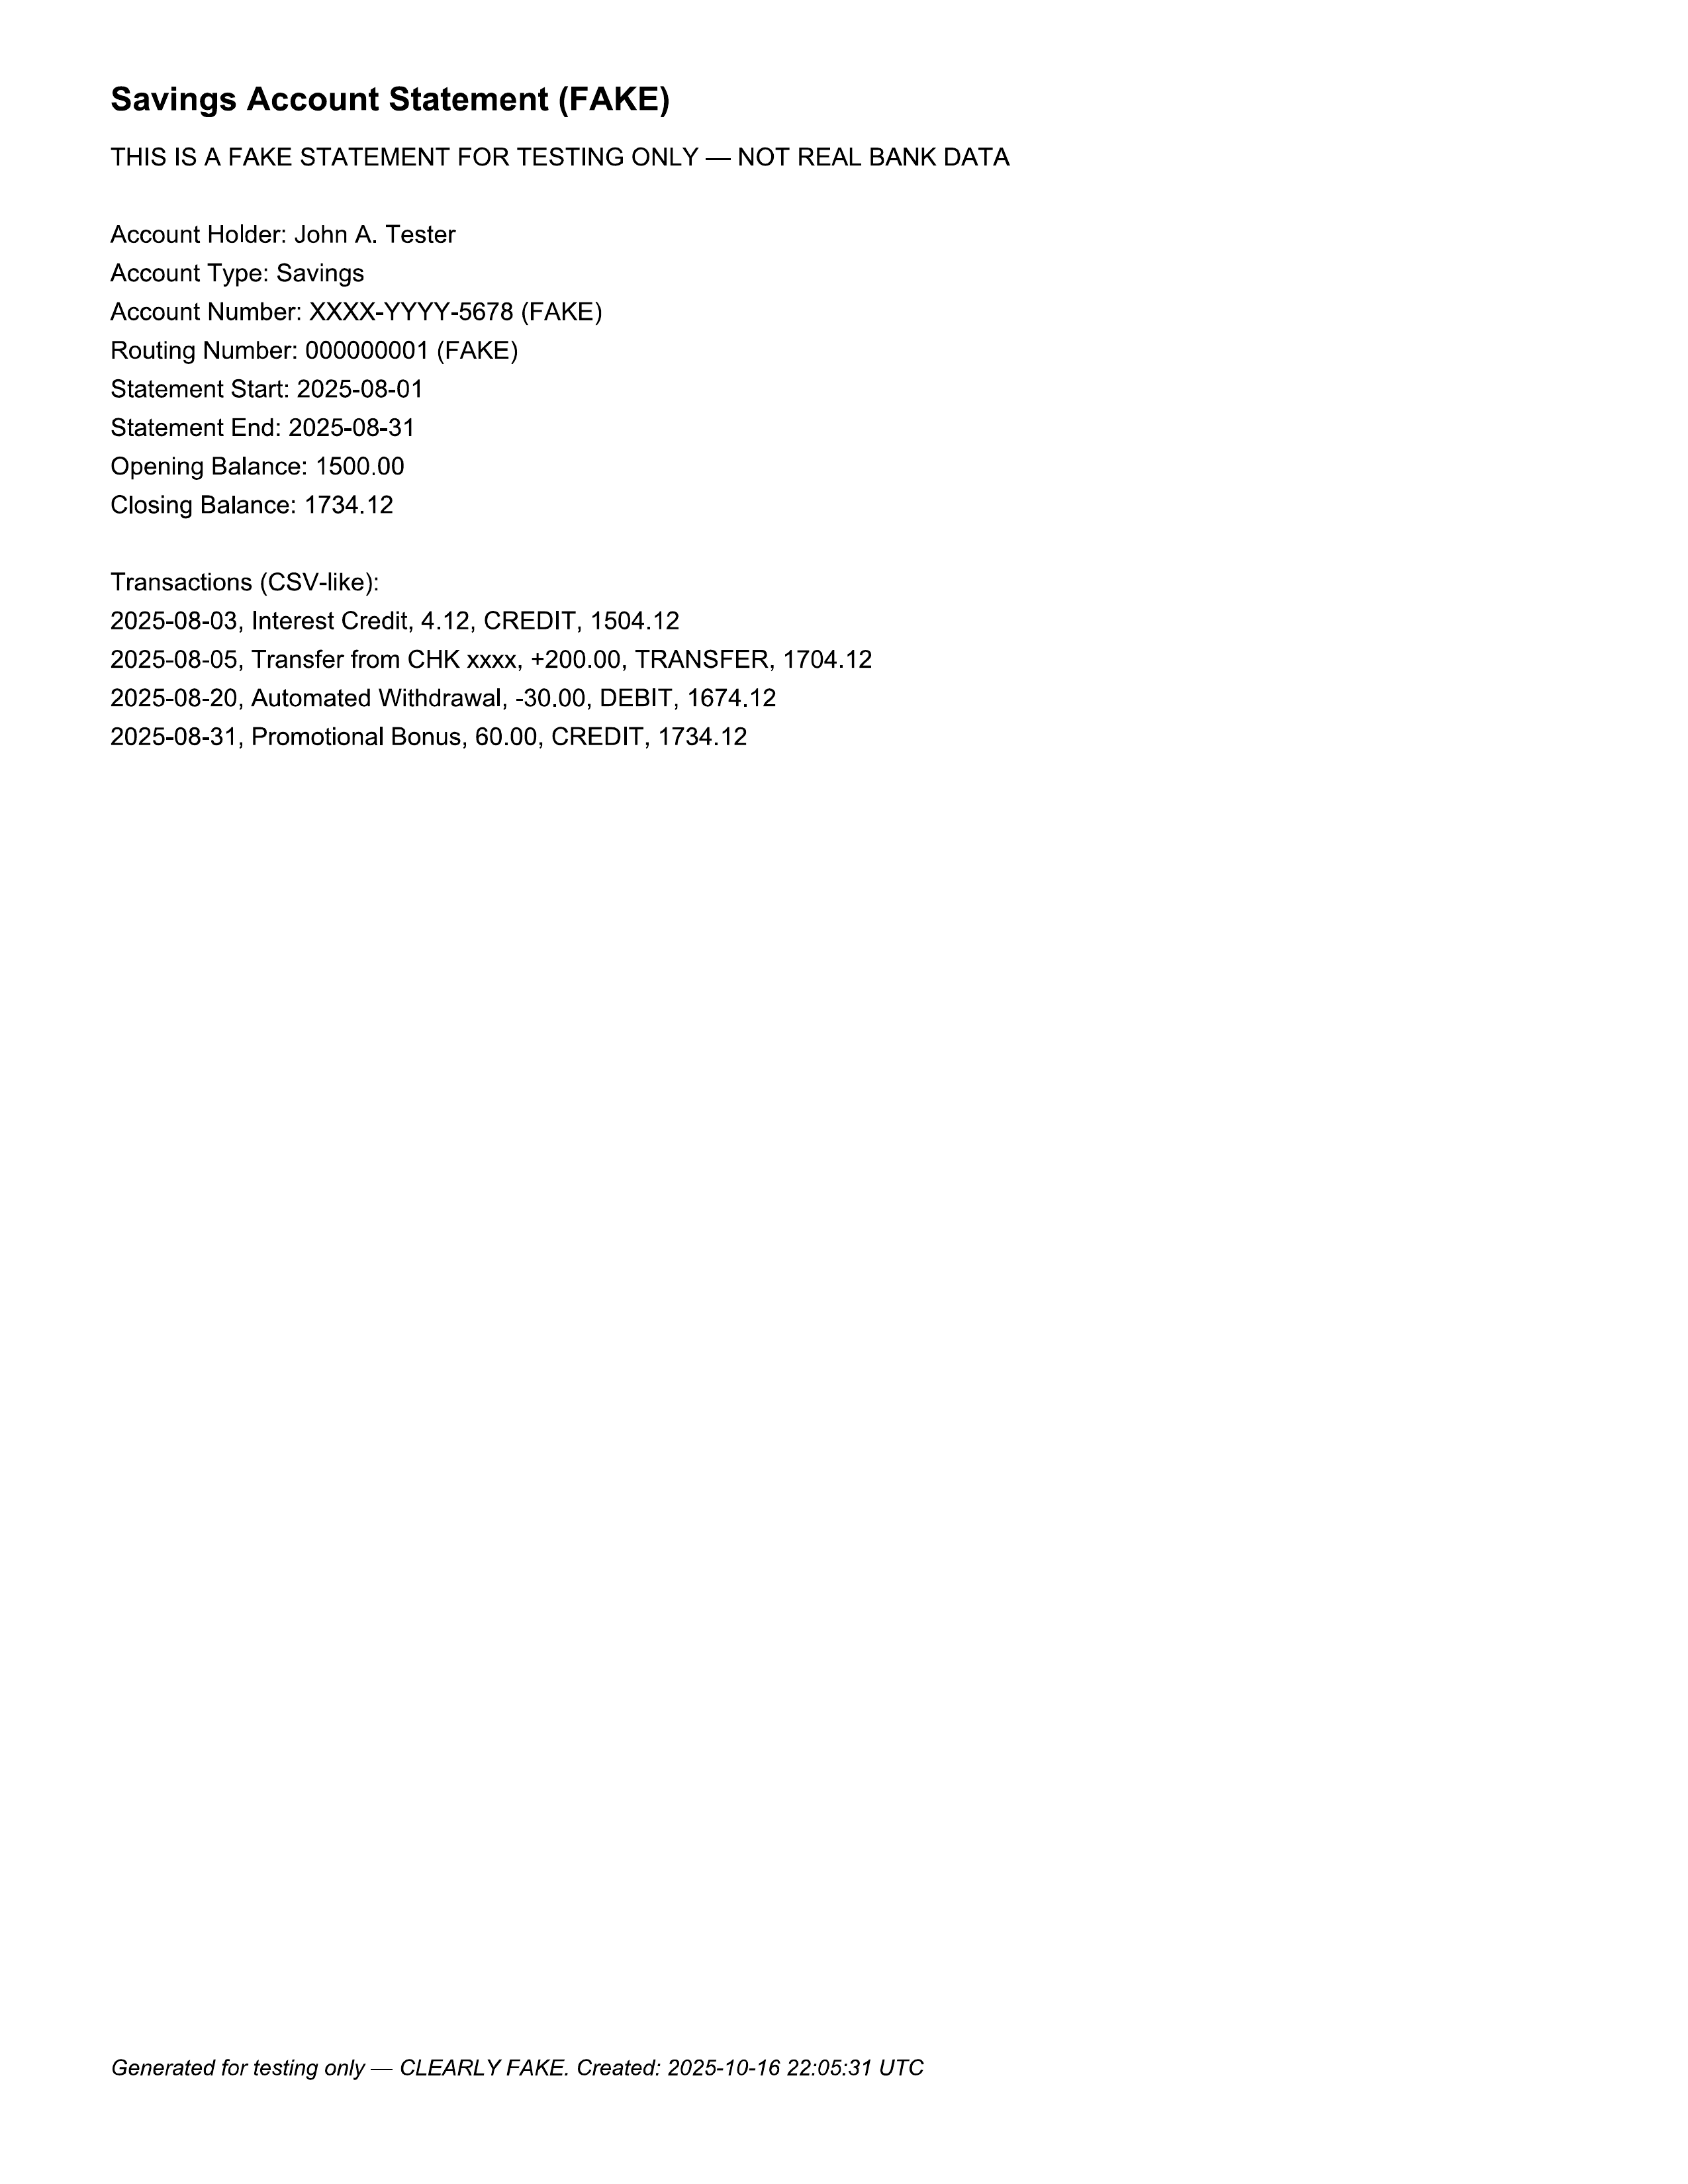 Savings Account Statement (FAKE)
THIS IS A FAKE STATEMENT FOR TESTING ONLY — NOT REAL BANK DATA
Account Holder: John A. Tester
Account Type: Savings
Account Number: XXXX-YYYY-5678 (FAKE)
Routing Number: 000000001 (FAKE)
Statement Start: 2025-08-01
Statement End: 2025-08-31
Opening Balance: 1500.00
Closing Balance: 1734.12
Transactions (CSV-like):
2025-08-03, Interest Credit, 4.12, CREDIT, 1504.12
2025-08-05, Transfer from CHK xxxx, +200.00, TRANSFER, 1704.12
2025-08-20, Automated Withdrawal, -30.00, DEBIT, 1674.12
2025-08-31, Promotional Bonus, 60.00, CREDIT, 1734.12
Generated for testing only — CLEARLY FAKE. Created: 2025-10-16 22:05:31 UTC